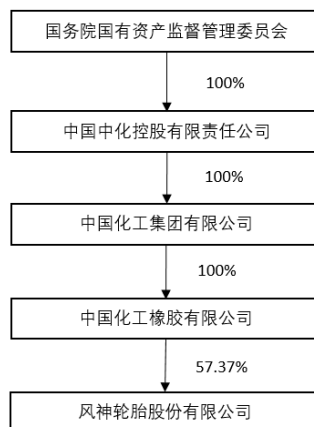 国务院国有资产监督管理委员会
100%
中国中化控股有限责任公司
100%
中国化工集团有限公司
100%
中国化工橡胶有限公司
57.37%
风神轮胎股份有限公司